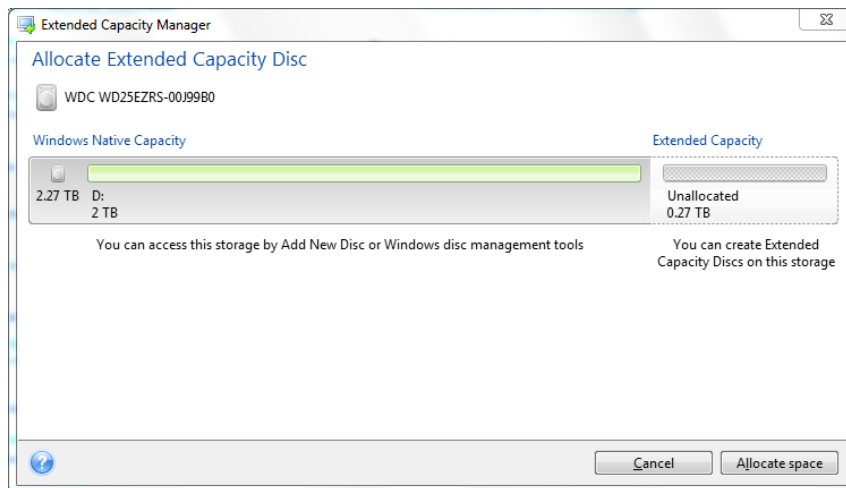 Extended Capacity Manager
Allocate Extended Capacity Disc
WDC WD25EZRS-00J99B0
Windows Native Capacity
Extended Capacity
2.27 TB
D:
2 TB
Unallocated
0.27 TB
You can access this storage by Add New Disc or Windows disc management tools
You can create Extended
Capacity Discs on this storage
Cancel
Allocate space